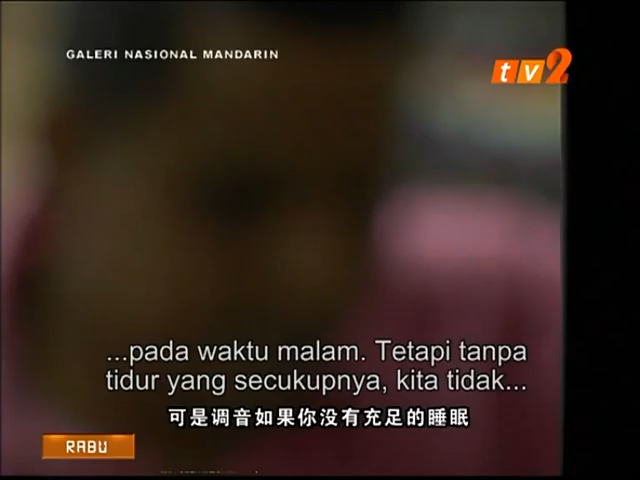 GALERI NASIONAL MANDARIN
tv2
...pada waktu malam. Tetapi tanpa
tidur yang secukupnya, kita tidak...
可是调音如果你没有充足的睡眠
RABU